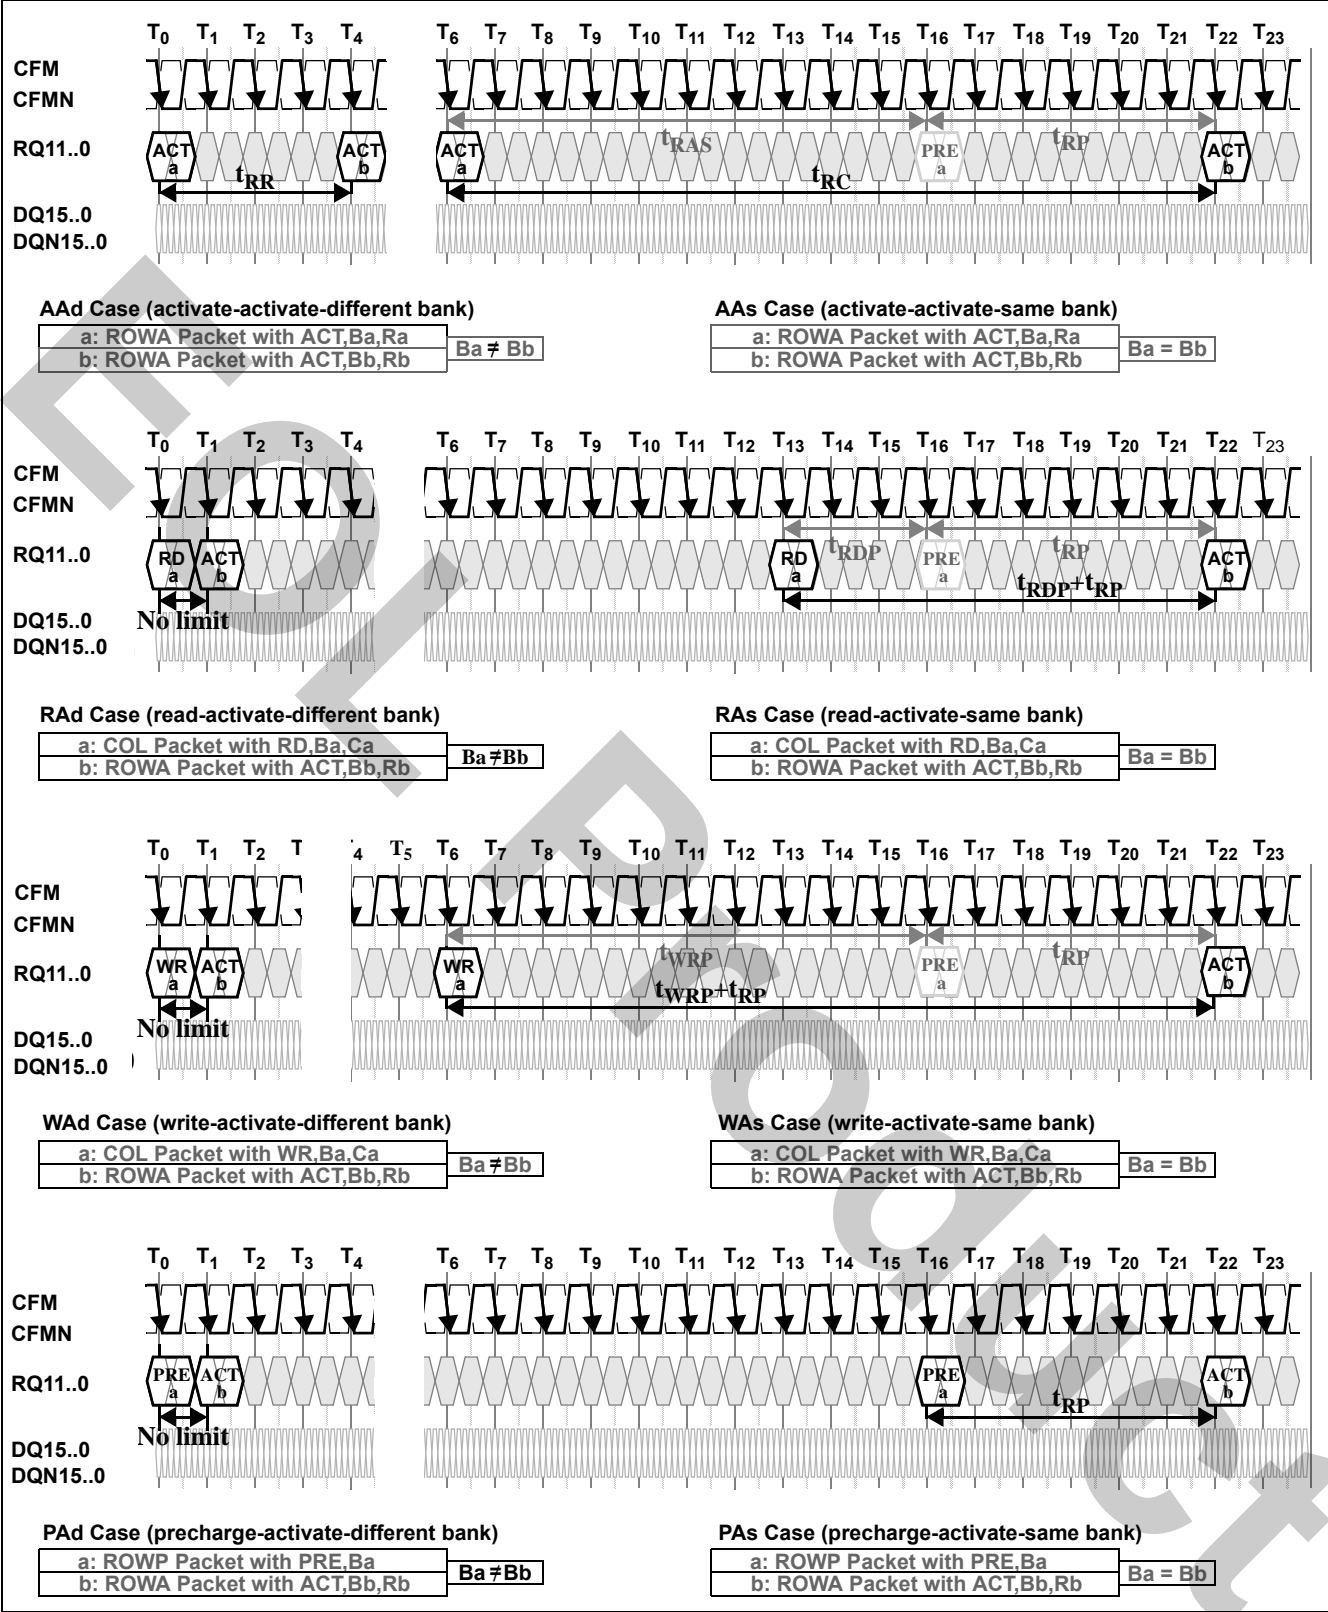 T0 T1 T2 T3 T4 T6 T7 T8 T9 T10 T11 T12 T13 T14 T15 T16 T17 T18 T19 T20 T21 T22 T23
CFM
CFMN
tRAS tRP
RQ11..0 ACT a ACT b ACT a PRE a ACT b
tRR tRC
DQ15..0
DQN15..0
AAd Case (activate-activate-different bank) AAs Case (activate-activate-same bank)
a: ROWA Packet with ACT,Ba,Ra a: ROWA Packet with ACT,Ba,Ra
Ba ≠ Bb Ba = Bb
b: ROWA Packet with ACT,Bb,Rb b: ROWA Packet with ACT,Bb,Rb
T0 T1 T2 T3 T4 T6 T7 T8 T9 T10 T11 T12 T13 T14 T15 T16 T17 T18 T19 T20 T21 T22 T23
CFM
CFMN
tRDP tRP
RQ11..0 RD a ACT b RD a PRE a ACT b
tRDP+tRP
DQ15..0 No limit
DQN15..0
RAd Case (read-activate-different bank) RAs Case (read-activate-same bank)
a: COL Packet with RD,Ba,Ca a: COL Packet with RD,Ba,Ca
Ba≠Bb Ba = Bb
b: ROWA Packet with ACT,Bb,Rb b: ROWA Packet with ACT,Bb,Rb
T0 T1 T2 T 4 T5 T6 T7 T8 T9 T10 T11 T12 T13 T14 T15 T16 T17 T18 T19 T20 T21 T22 T23
CFM
CFMN
tWRP tRP
RQ11..0 WR a ACT b WR a PRE a ACT b
tWRP+tRP
No limit
DQ15..0
DQN15..0 )
WAd Case (write-activate-different bank) WAs Case (write-activate-same bank)
a: COL Packet with WR,Ba,Ca a: COL Packet with WR,Ba,Ca
Ba≠Bb Ba = Bb
b: ROWA Packet with ACT,Bb,Rb b: ROWA Packet with ACT,Bb,Rb
T0 T1 T2 T3 T4 T6 T7 T8 T9 T10 T11 T12 T13 T14 T15 T16 T17 T18 T19 T20 T21 T22 T23
CFM
CFMN
RQ11..0 PRE a ACT b PRE a ACT b
tRP
No limit
DQ15..0
DQN15..0
PAd Case (precharge-activate-different bank) PAs Case (precharge-activate-same bank)
a: ROWP Packet with PRE,Ba a: ROWP Packet with PRE,Ba
Ba≠Bb Ba = Bb
b: ROWA Packet with ACT,Bb,Rb b: ROWA Packet with ACT,Bb,Rb
EOL Product